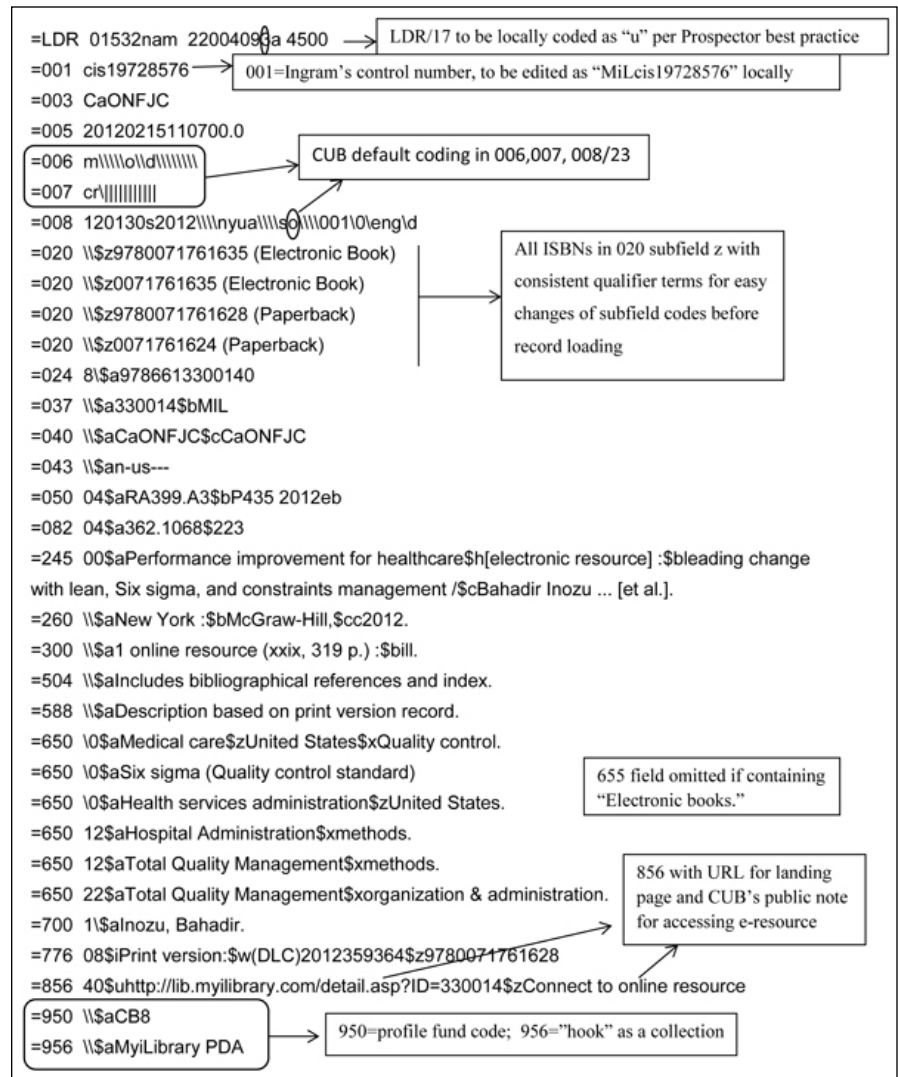 =LDR 01532nam 22004093a 4500
LDR/17 to be locally coded as “u” per Prospector best practice
=001 cis19728576
001=Ingram’s control number, to be edited as “MiLcis19728576” locally
=003 CaONFJC
=005 20120215110700.0
=006 m\\\\\o\\d\\\\\\\\
=007 cr\|||||||||||
CUB default coding in 006,007, 008/23
=008 120130s2012\\\\nyua\\\\so\\\\001\0\eng\d
=020 \\$z9780071761635 (Electronic Book)
=020 \\$z0071761635 (Electronic Book)
=020 \\$z9780071761628 (Paperback)
=020 \\$z0071761624 (Paperback)
All ISBNs in 020 subfield z with
consistent qualifier terms for easy
changes of subfield codes before
record loading
=024 8\$a9786613300140
=037 \\$a330014$bMIL
=040 \\$aCaONFJC$cCaONFJC
=043 \\$an-us---
=050 04$aRA399.A3$bP435 2012eb
=082 04$a362.1068$223
=245 00$aPerformance improvement for healthcare$h[electronic resource] :$bleading change
with lean, Six sigma, and constraints management /$cBahadir Inozu ... [et al.].
=260 \\$aNew York :$bMcGraw-Hill,$cc2012.
=300 \\$a1 online resource (xxix, 319 p.) :$bill.
=504 \\$aIncludes bibliographical references and index.
=588 \\$aDescription based on print version record.
=650 \0$aMedical care$zUnited States$xQuality control.
=650 \0$aSix sigma (Quality control standard)
=650 \0$aHealth services administration$zUnited States.
655 field omitted if containing
“Electronic books.”
=650 12$aHospital Administration$xmethods.
=650 12$aTotal Quality Management$xmethods.
=650 22$aTotal Quality Management$xorganization & administration.
856 with URL for landing
page and CUB’s public note
for accessing e-resource
=700 1\$aInozu, Bahadir.
=776 08$iPrint version:$w(DLC)2012359364$z9780071761628
=856 40$uhttp://lib.myilibrary.com/detail.asp?ID=330014$zConnect to online resource
=950 \\$aCB8
=956 \\$aMyiLibrary PDA
950=profile fund code; 956=”hook” as a collection